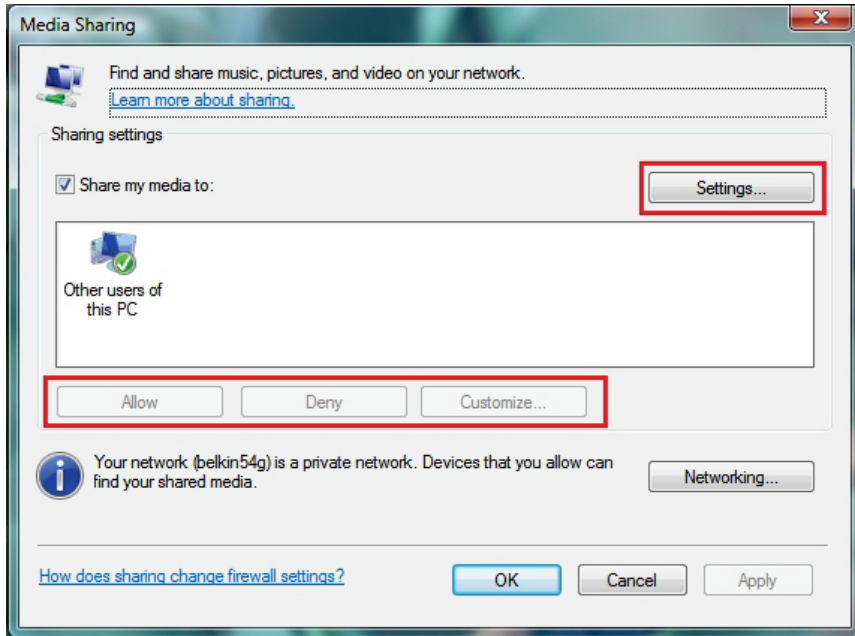 Media Sharing
Find and share music, pictures, and video on your network.
Learn more about sharing.
Sharing settings
Share my media to:
Settings...
Other users of
this PC
Allow
Deny
Customize...
Your network (belkin54g) is a private network. Devices that you allow can
find your shared media.
Networking...
How does sharing change firewall settings?
OK
Cancel
Apply